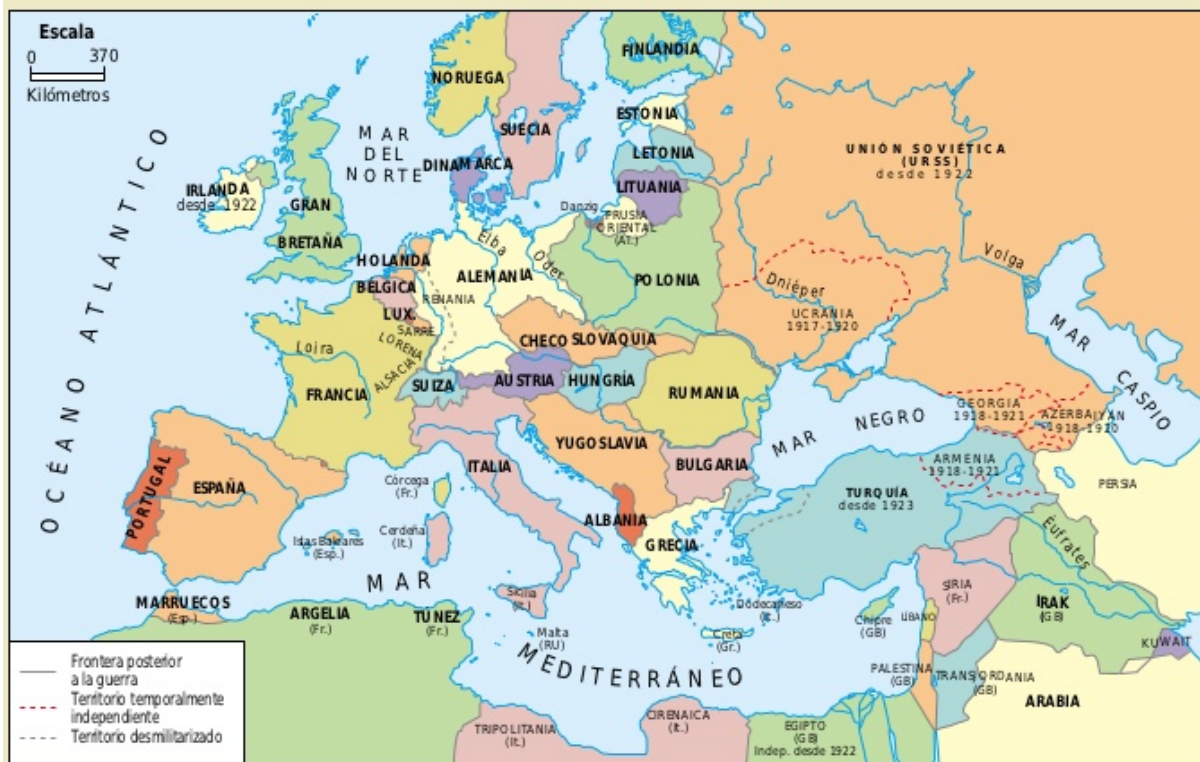 Escala
0 370
Kilómetros
OCÉANO ATLÁNTICO
MAR
DEL
NORTE
NORUEGA
SUECIA
FINLANDIA
ESTONIA
LETONIA
LITUANIA
DINAMARCA
UNIÓN SOVIÉTICA
(URSS)
desde 1922
IRLANDA
desde 1922
GRAN
BRETAÑA
Danzig
PRUSIA
ORIENTAL
(Al.)
HOLANDA
BÉLGICA
LUX.
RENANIA
SARRE
LORENA
ALSACIA
Elba
Oder
ALEMANIA
POLONIA
Volga
Dniéper
UCRANIA
1917-1920
CHECOSLOVAQUIA
Loira
FRANCIA
SUIZA
AUSTRIA
HUNGRÍA
RUMANIA
MAR
CASPIO
MAR NEGRO
GEORGIA
1918-1921
AZERBAIYÁN
1918-1920
ARMENIA
1918-1921
YUGOSLAVIA
BULGARIA
ITALIA
ALBANIA
GRECIA
TURQUÍA
desde 1923
PERSIA
PORTUGAL
ESPAÑA
Córcega
(Fr.)
Cerdeña
(It.)
Islas Baleares
(Esp.)
Sicilia
(It.)
Malta
(RU)
Creta
(Gr.)
Dodecaneso
(It.)
Chipre
(GB)
LÍBANO
SIRIA
(Fr.)
Éufrates
IRAK
(GB)
KUWAIT
PALESTINA
(GB)
TRANSJORDANIA
(GB)
ARABIA
MAR
MEDITERRÁNEO
MARRUECOS
(Esp.)
ARGELIA
(Fr.)
TÚNEZ
(Fr.)
TRIPOLITANIA
(It.)
CIRENAICA
(It.)
EGIPTO
(GB)
Indep. desde 1922
Frontera posterior
a la guerra
Territorio temporalmente
independiente
Territorio desmilitarizado